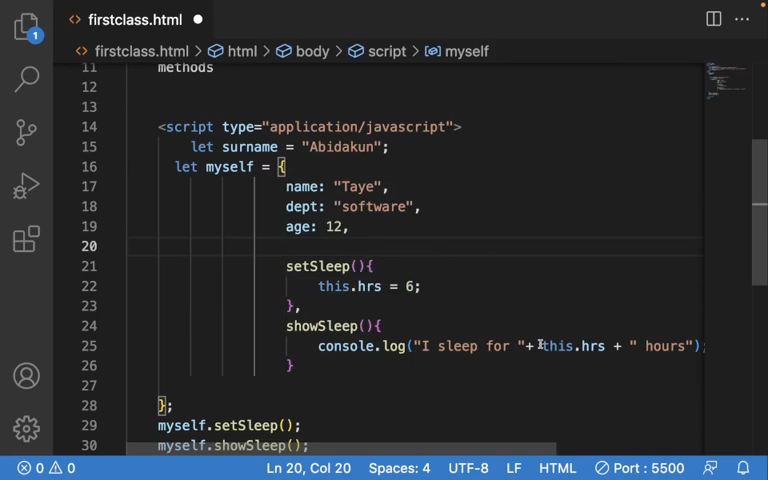 firstclass.html
firstclass.html > html > body > script > myself
1
11 methods
12
13
14 <script type="application/javascript">
15 let surname = "Abidakun";
16 let myself = {
17 name: "Taye",
18 dept: "software",
19 age: 12,
20
21 setSleep(){
22 this.hrs = 6;
23 },
24 showSleep(){
25 console.log("I sleep for "+ this.hrs + " hours");
26 }
27
28 };
29 myself.setSleep();
30 myself.showSleep();
0 0 Ln 20, Col 20 Spaces: 4 UTF-8 LF HTML Port : 5500